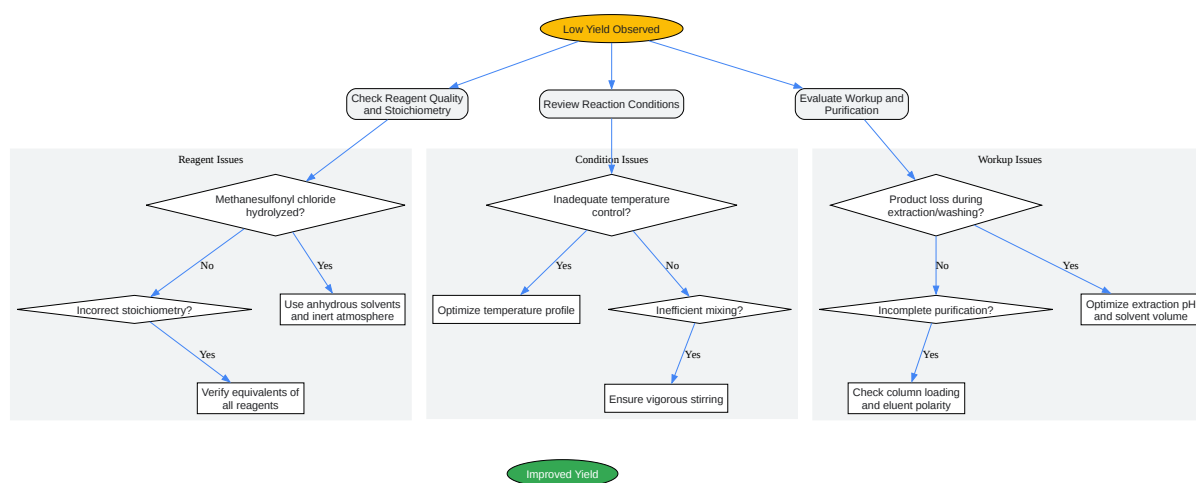 Low Yield Observed
Check Reagent Quality
and Stoichiometry
Review Reaction Conditions
Evaluate Workup and
Purification
Reagent Issues
Condition Issues
Workup Issues
Methanesulfonyl chloride
hydrolyzed?
Inadequate temperature
control?
Product loss during
extraction/washing?
No
Yes
Yes
No
No
Yes
Incorrect stoichiometry?
Use anhydrous solvents
and inert atmosphere
Optimize temperature profile
Inefficient mixing?
Incomplete purification?
Optimize extraction pH
and solvent volume
Yes
Yes
Yes
Verify equivalents of
all reagents
Ensure vigorous stirring
Check column loading
and eluent polarity
Improved Yield